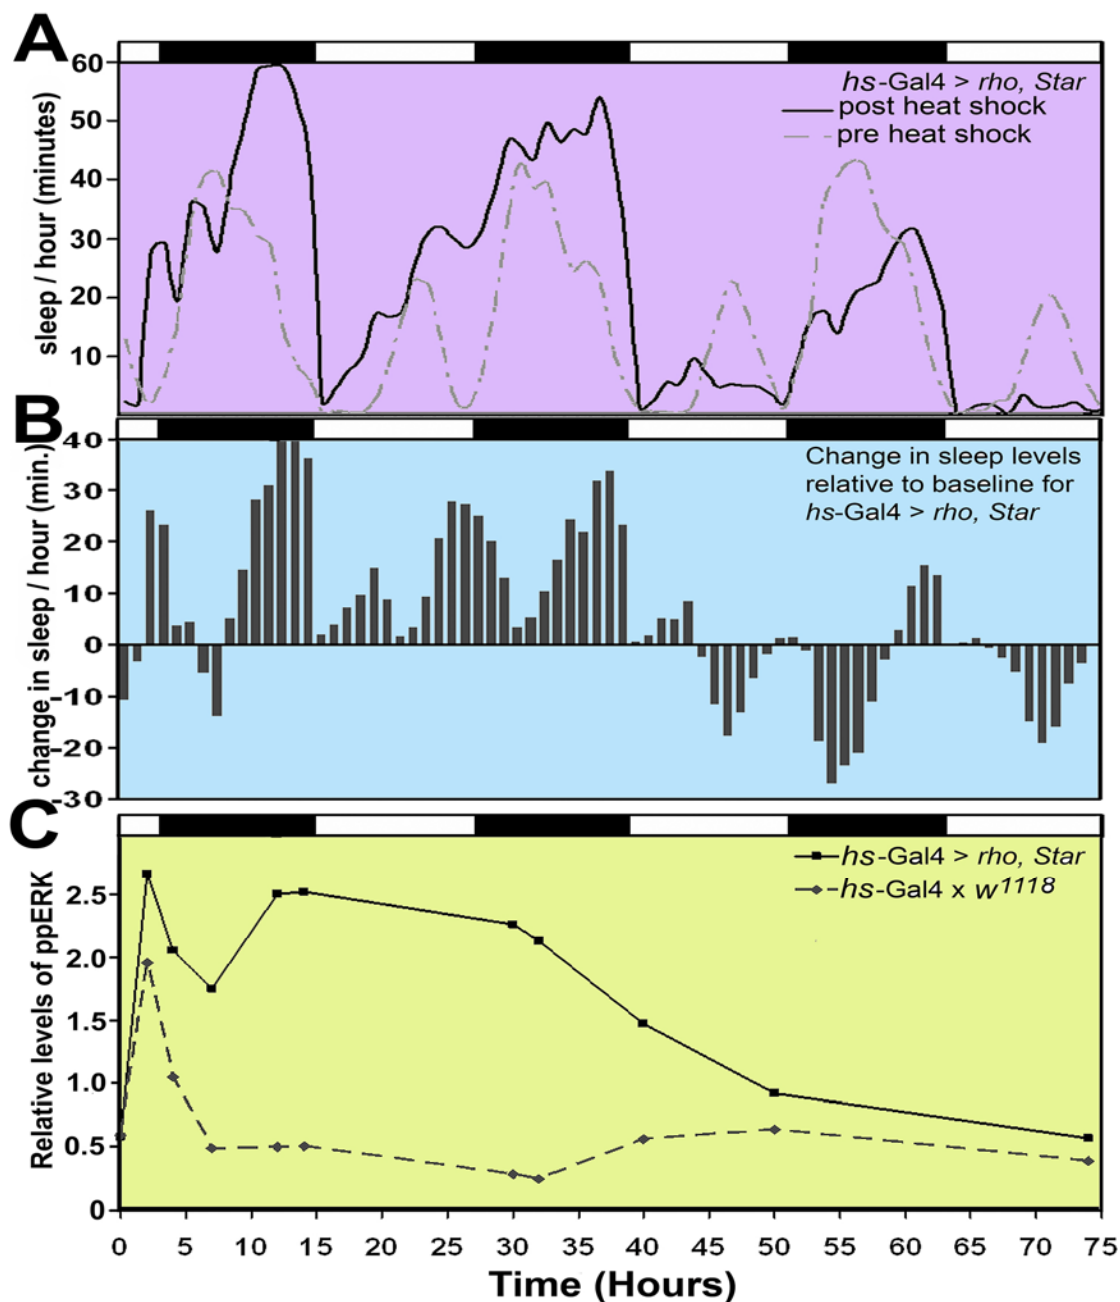 A
60
50
40
30
20
10
sleep / hour (minutes)
hs-Gal4 > rho, Star
post heat shock
pre heat shock
B
40
30
20
10
0
-10
-20
-30
change in sleep / hour (min.)
Change in sleep levels
relative to baseline for
hs-Gal4 > rho, Star
C
2.5
2.0
1.5
1.0
0.5
0
Relative levels of ppERK
hs-Gal4 > rho, Star
hs-Gal4 x w1118
0 5 10 15 20 25 30 35 40 45 50 55 60 65 70 75
Time (Hours)